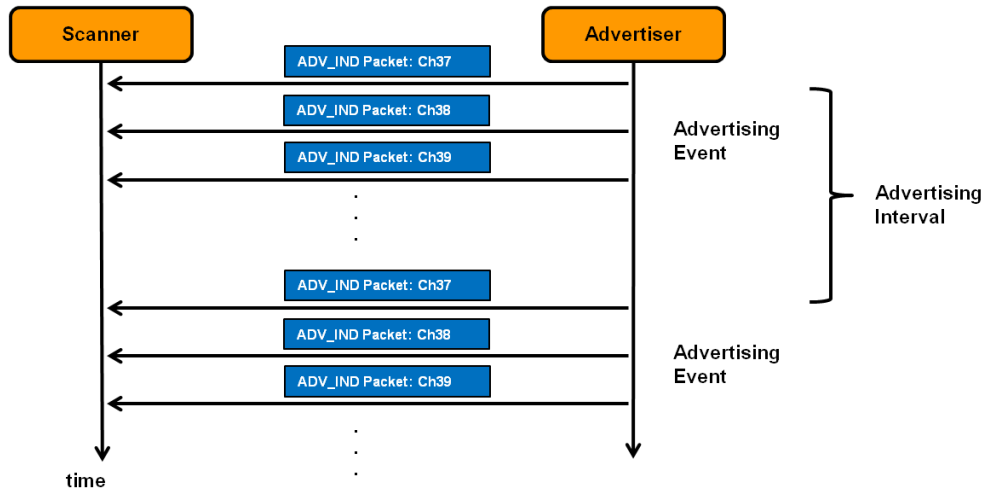 Scanner
Advertiser
ADV_IND Packet: Ch37
ADV_IND Packet: Ch38
ADV_IND Packet: Ch39
Advertising
Event
Advertising
Interval
ADV_IND Packet: Ch37
ADV_IND Packet: Ch38
ADV_IND Packet: Ch39
Advertising
Event
time